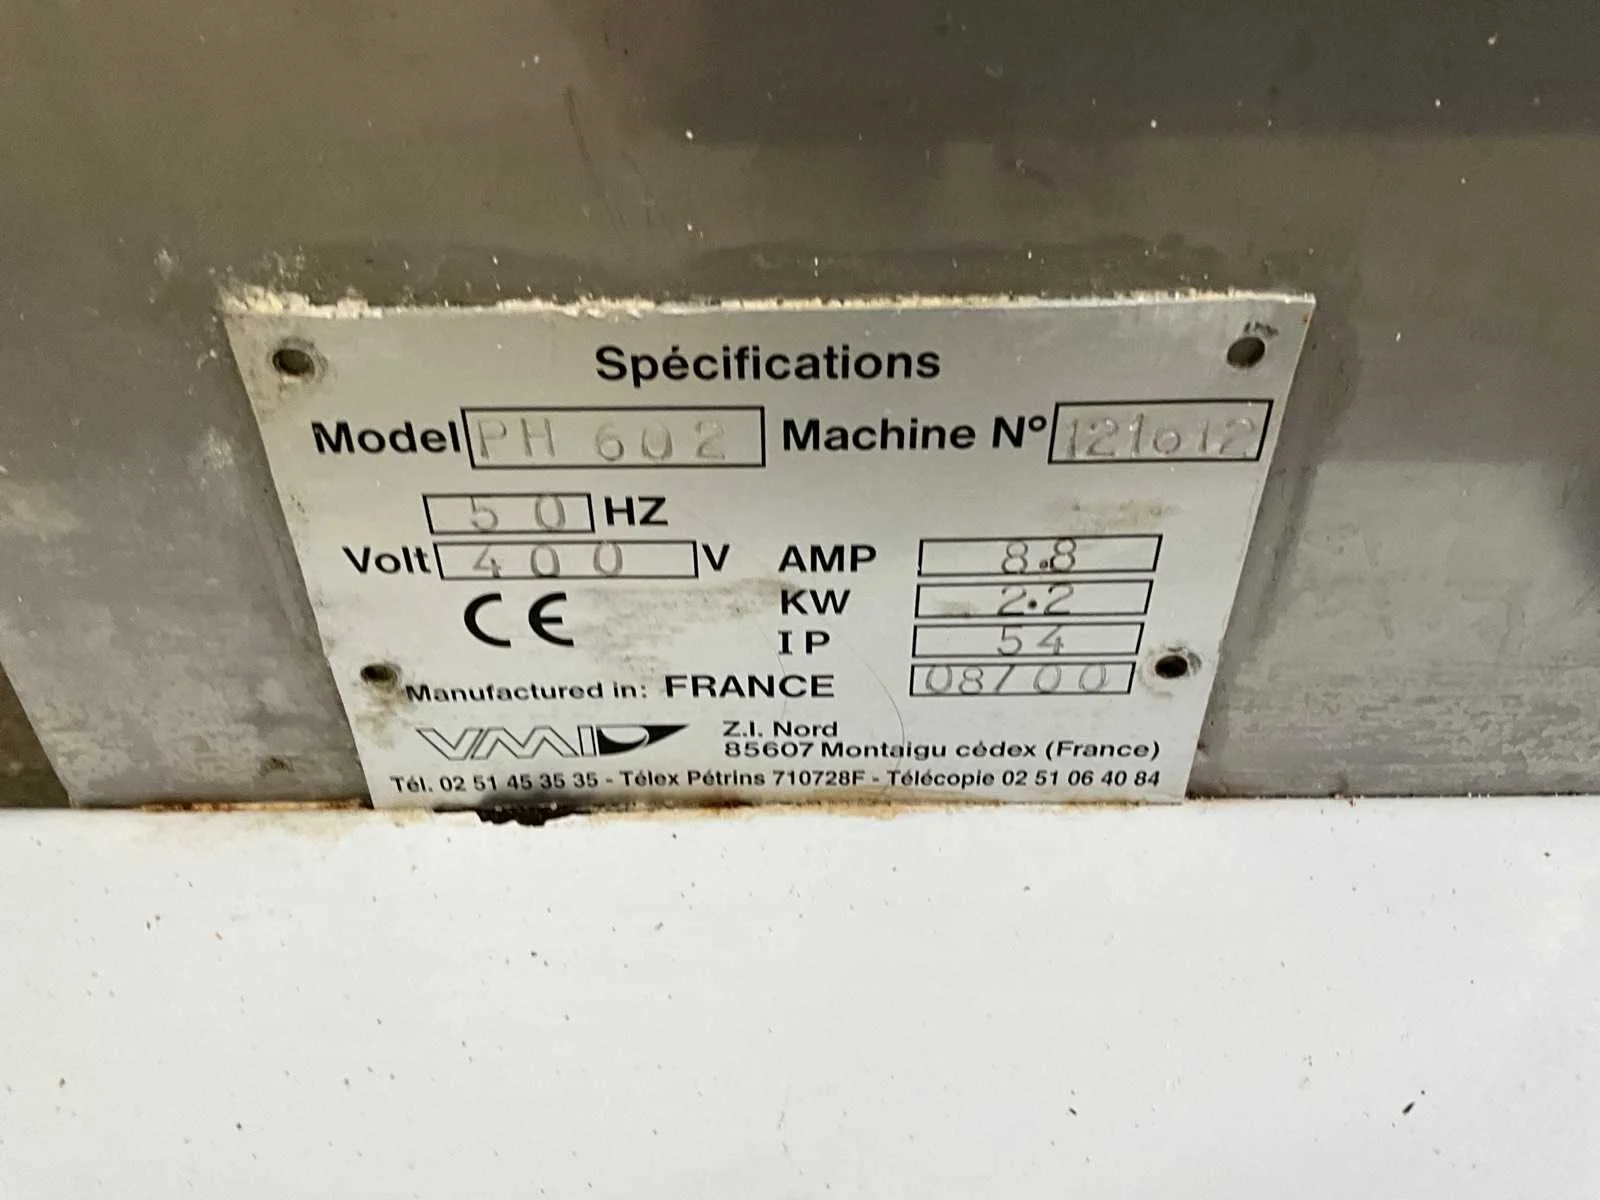 Spécifications
Model PH 602 Machine Nº 121612
50 HZ
Volt 400 V AMP 8.8
CE KW 2.2
IP 54
Manufactured in: FRANCE 08/00
VMI Z.I. Nord
85607 Montaigu cédex (France)
Tél. 02 51 45 35 35 - Télex Pétrins 710728F - Télécopie 02 51 06 40 84